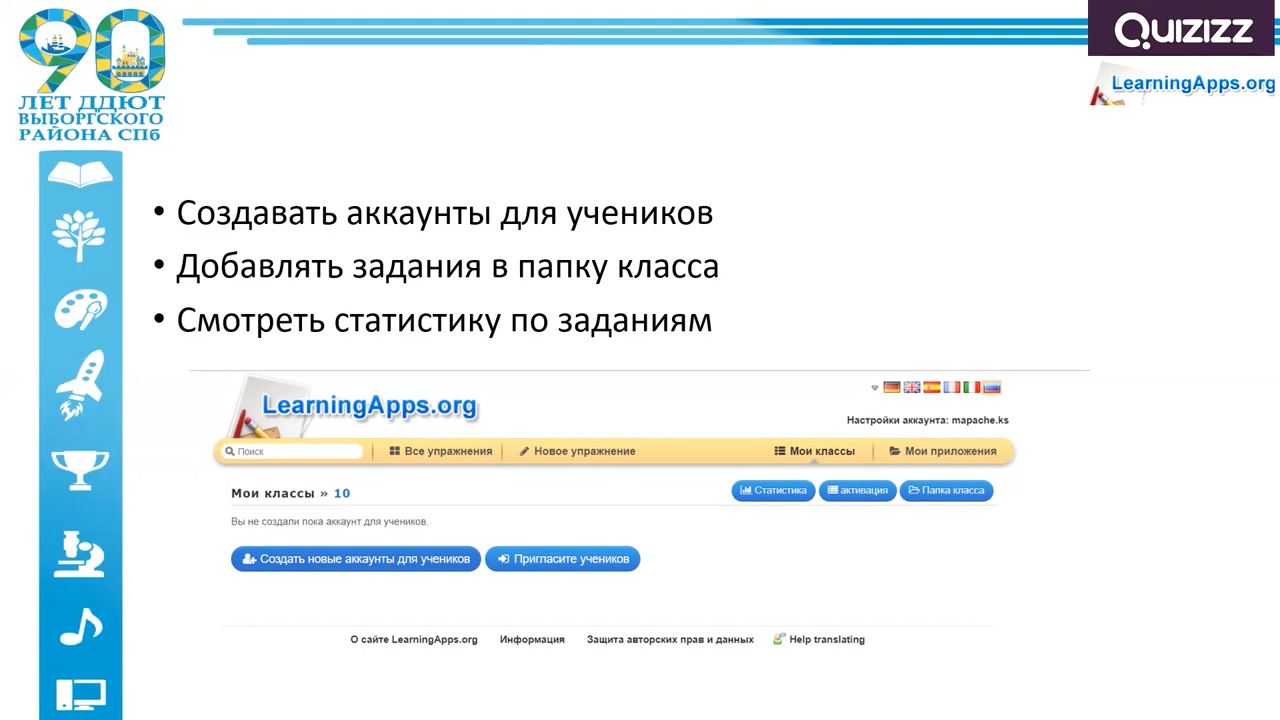 90
ЛЕТ ДДЮТ
ВЫБОРГСКОГО
РАЙОНА СПб
QUIZIZZ
LearningApps.org
• Создавать аккаунты для учеников
• Добавлять задания в папку класса
• Смотреть статистику по заданиям
LearningApps.org
Настройки аккаунта: mapache.ks
Поиск Все упражнения Новое упражнение Мои классы Мои приложения
Мои классы » 10 Статистика активация Папка класса
Вы не создали пока аккаунт для учеников.
Создать новые аккаунты для учеников Пригласите учеников
О сайте LearningApps.org Информация Защита авторских прав и данных Help translating